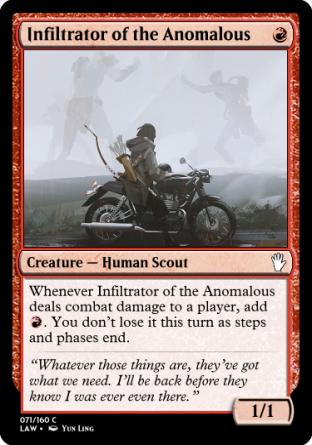 Infiltrator of the Anomalous
Creature — Human Scout
Whenever Infiltrator of the Anomalous
deals combat damage to a player, add
. You don't lose it this turn as steps
and phases end.
"Whatever those things are, they've got
what we need. I'll be back before they
know I was ever even there."
1/1
071/160 C
LAW • Yun Ling